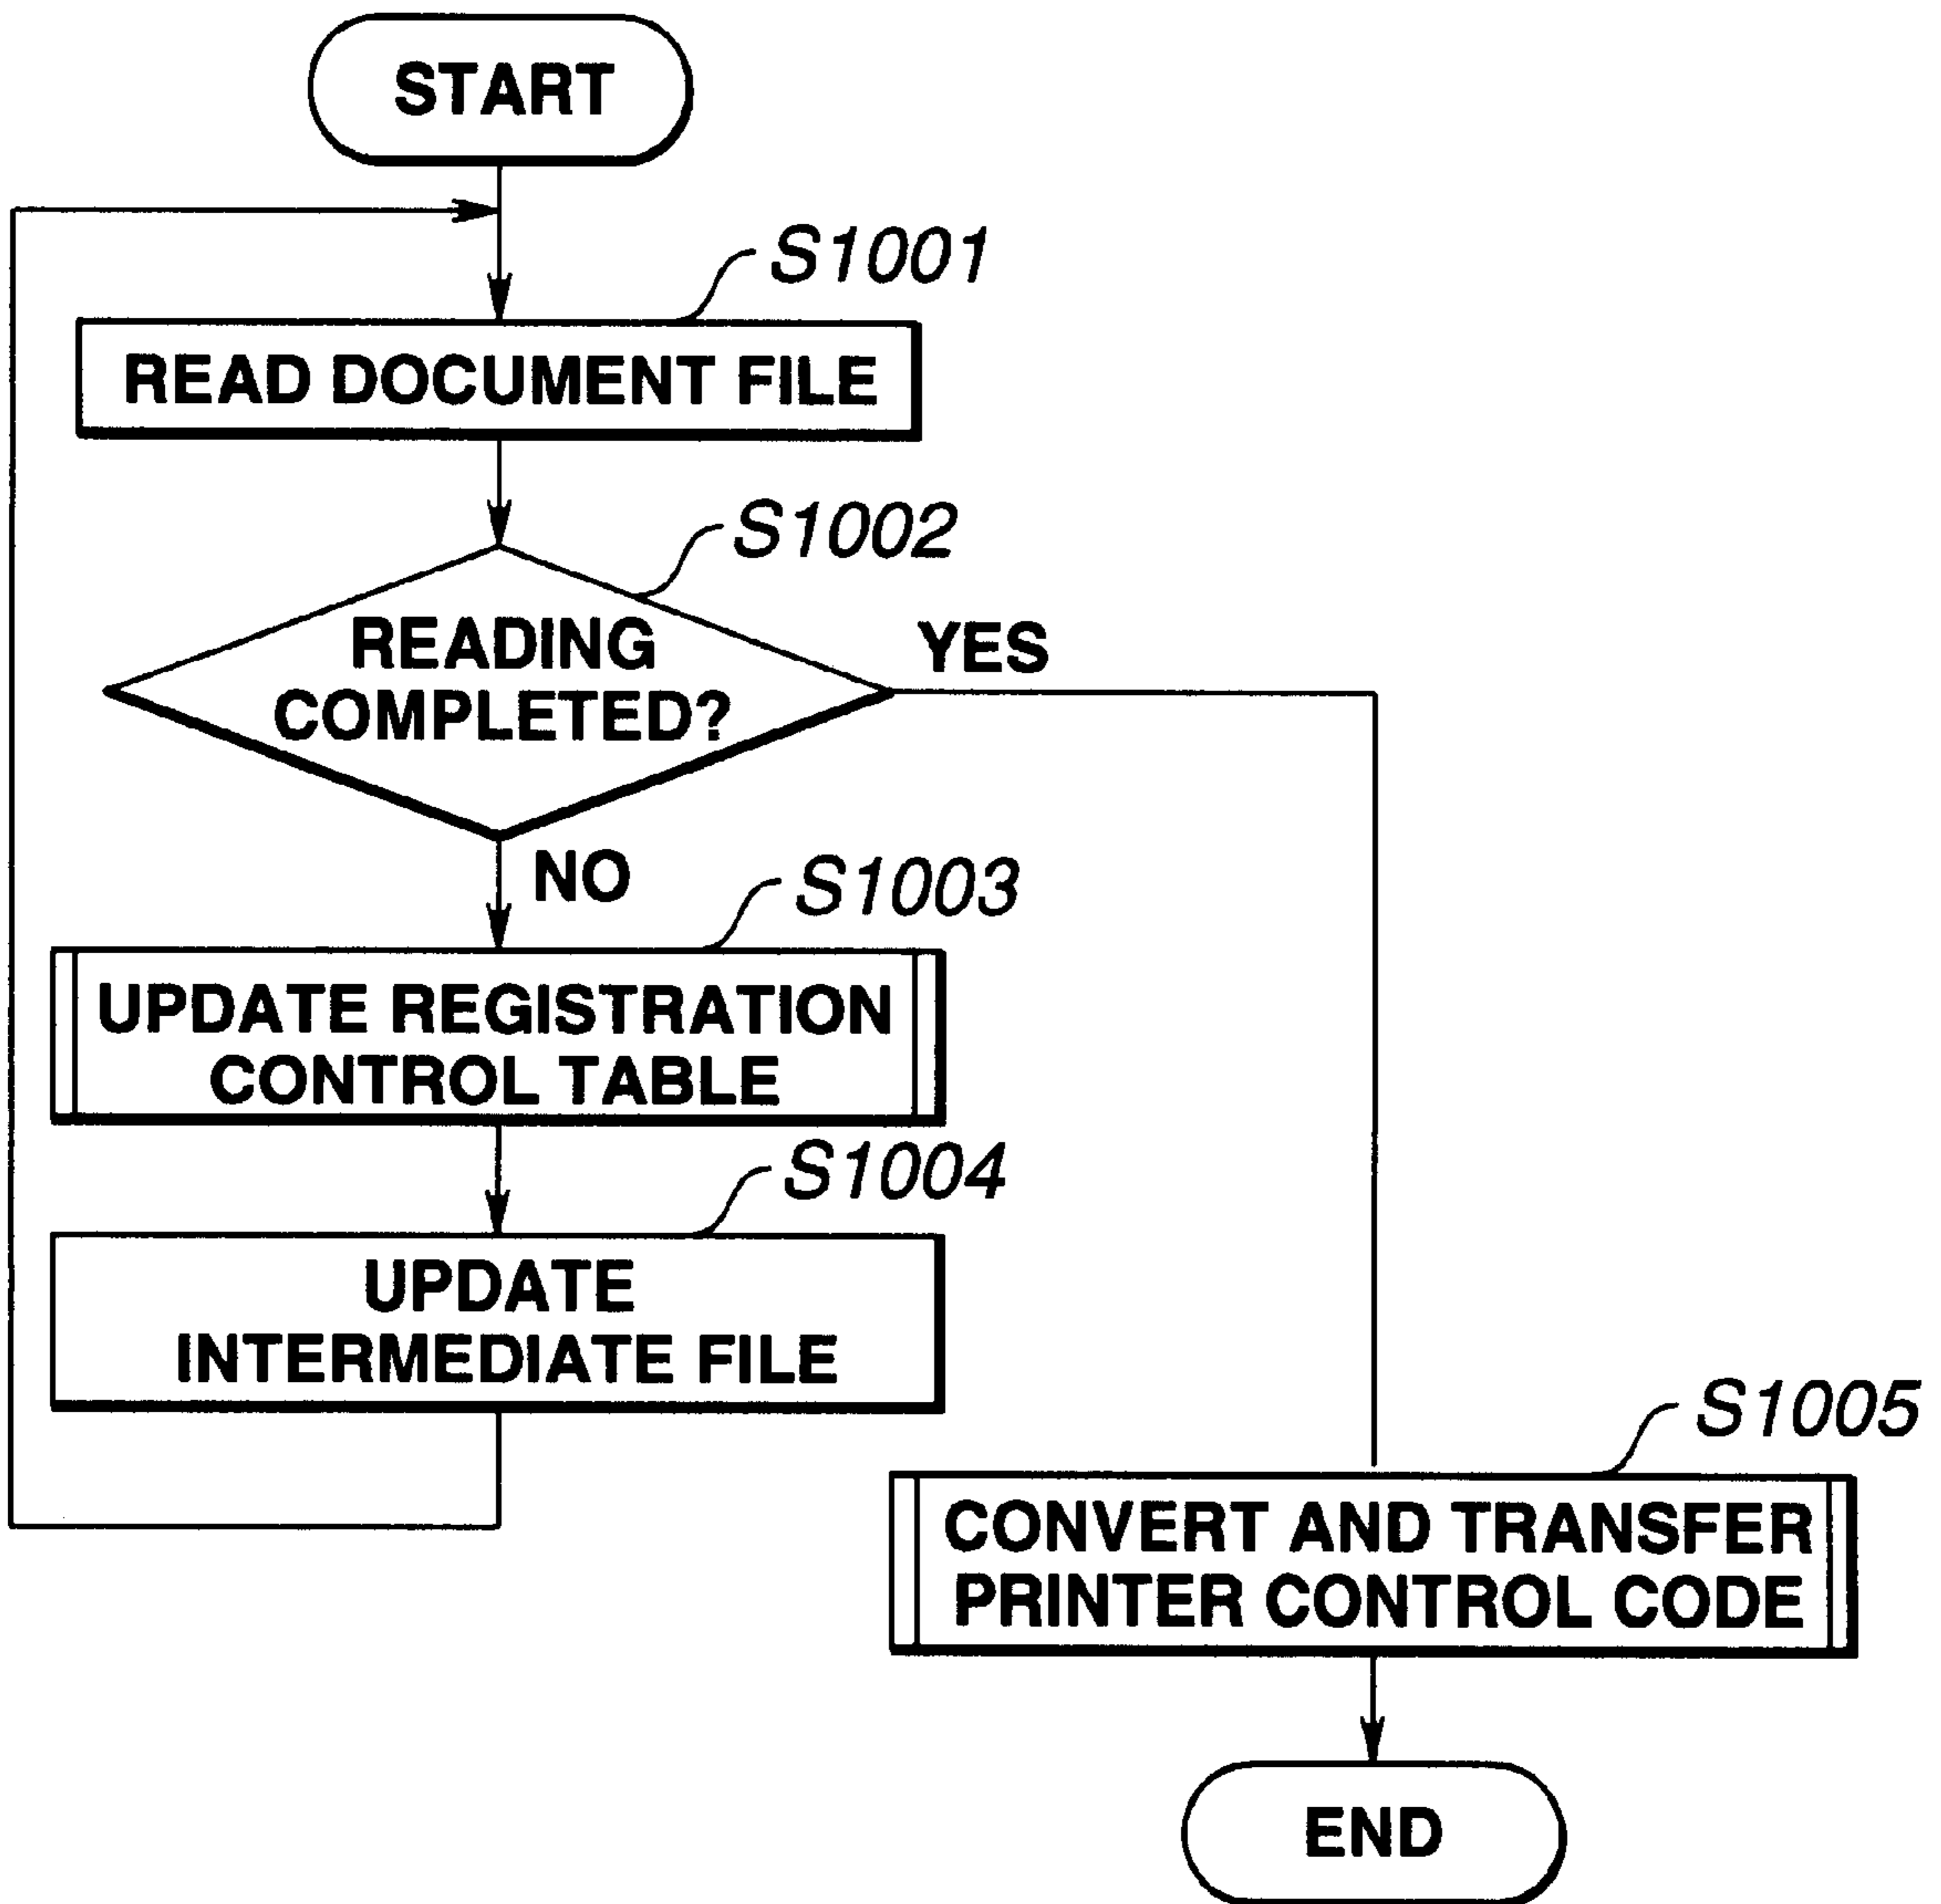 START
S1001
READ DOCUMENT FILE
S1002
READING
COMPLETED?
YES
NO
S1003
UPDATE REGISTRATION
CONTROL TABLE
S1004
UPDATE
INTERMEDIATE FILE
S1005
CONVERT AND TRANSFER
PRINTER CONTROL CODE
END